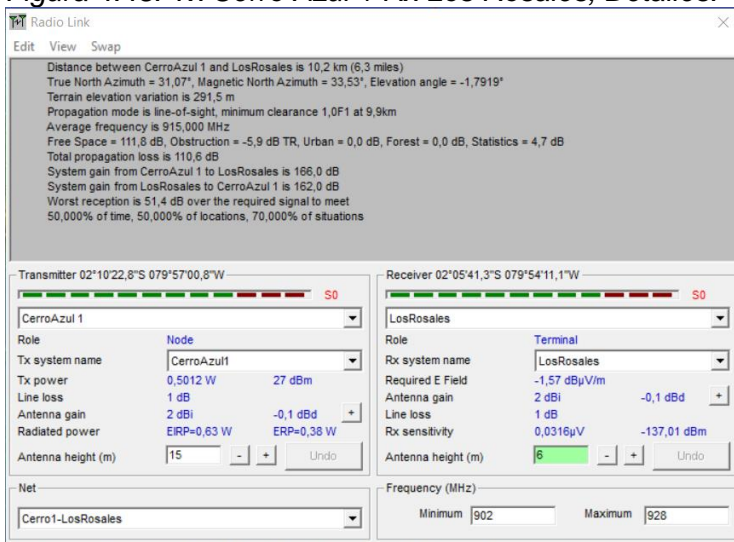 Radio Link
Edit View Swap
Distance between CerroAzul 1 and LosRosales is 10,2 km (6,3 miles)
True North Azimuth = 31,07°, Magnetic North Azimuth = 33,53°, Elevation angle = -1,7919°
Terrain elevation variation is 291,5 m
Propagation mode is line-of-sight, minimum clearance 1,0F1 at 9,9km
Average frequency is 915,000 MHz
Free Space = 111,8 dB, Obstruction = -5,9 dB TR, Urban = 0,0 dB, Forest = 0,0 dB, Statistics = 4,7 dB
Total propagation loss is 110,6 dB
System gain from CerroAzul 1 to LosRosales is 166,0 dB
System gain from LosRosales to CerroAzul 1 is 162,0 dB
Worst reception is 51,4 dB over the required signal to meet
50,000% of time, 50,000% of locations, 70,000% of situations
Transmitter 02°10'22,8"S 079°57'00,8"W
S0
CerroAzul 1
Role Node
Tx system name CerroAzul1
Tx power 0,5012 W 27 dBm
Line loss 1 dB
Antenna gain 2 dBi -0,1 dBd +
Radiated power EIRP=0,63 W ERP=0,38 W
Antenna height (m) 15 - + Undo
Net
Cerro1-LosRosales
Receiver 02°05'41,3"S 079°54'11,1"W
S0
LosRosales
Role Terminal
Rx system name LosRosales
Required E Field -1,57 dBµV/m
Antenna gain 2 dBi -0,1 dBd +
Line loss 1 dB
Rx sensitivity 0,0316µV -137,01 dBm
Antenna height (m) 6 - + Undo
Frequency (MHz)
Minimum 902 Maximum 928